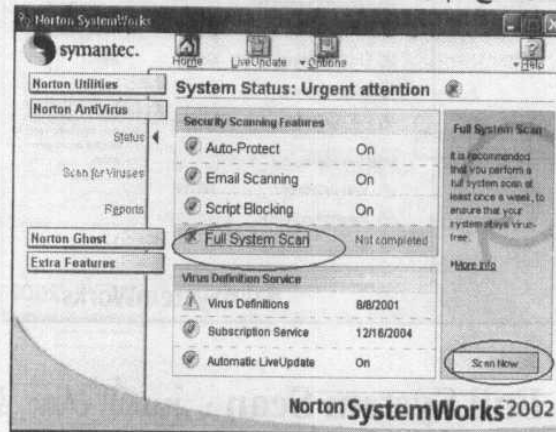 Norton SystemWorks
symantec.
Home
LiveUpdate
Options
Help
Norton Utilities
Norton AntiVirus
Status
Scan for Viruses
Reports
Norton Ghost
Extra Features
System Status: Urgent attention
Security Scanning Features
Auto-Protect On
Email Scanning On
Script Blocking On
Full System Scan Not completed
Virus Definition Service
Virus Definitions 8/8/2001
Subscription Service 12/16/2004
Automatic LiveUpdate On
Full System Scan
It is recommended
that you perform a
full system scan at
least once a week, to
ensure that your
system stays virus-
free.
More Info
Scan Now
Norton SystemWorks 2002